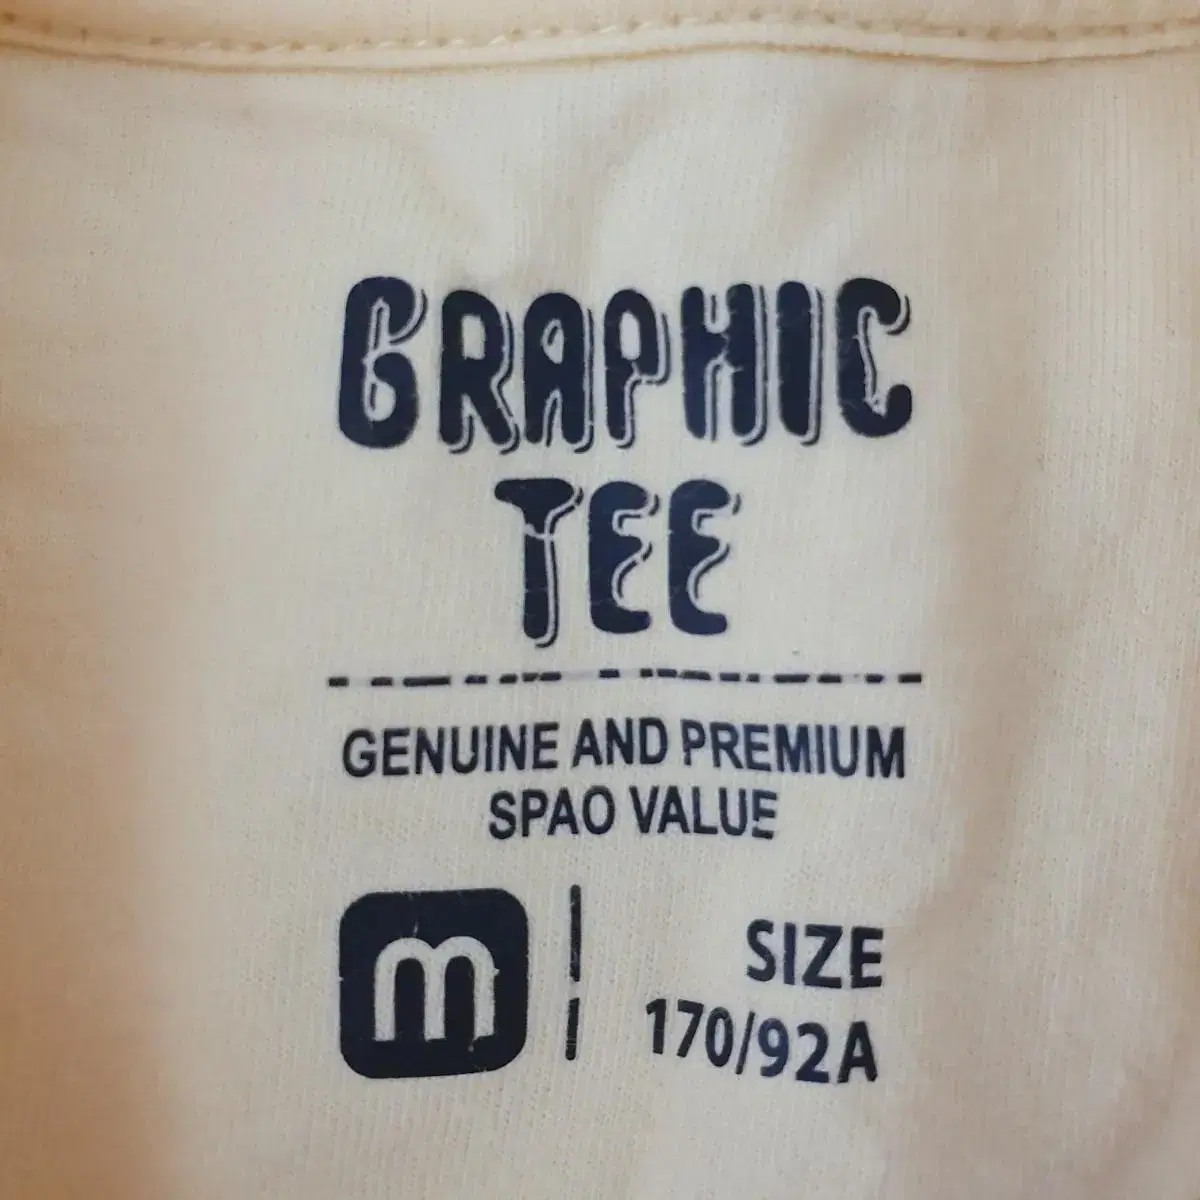 GRAPHIC
TEE
GENUINE AND PREMIUM
SPAO VALUE
m
SIZE
170/92A